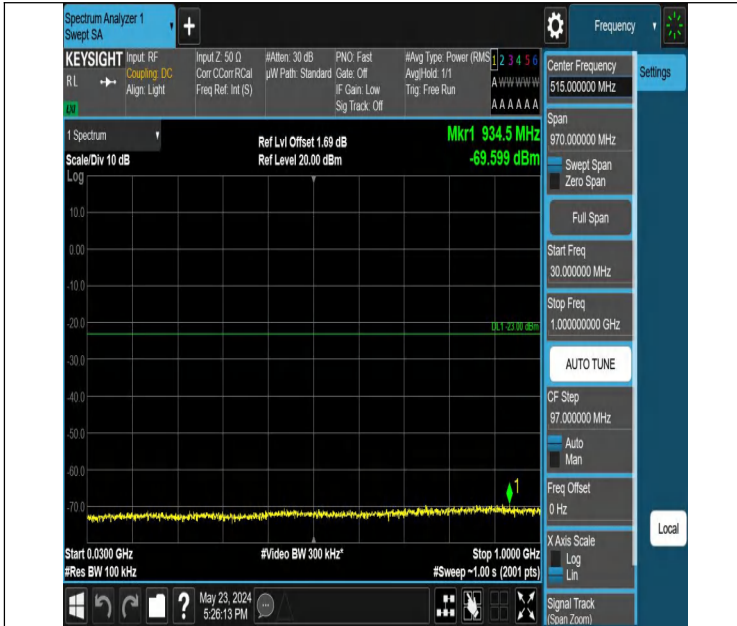 Spectrum Analyzer 1
Swept SA
+
Frequency
KEYSIGHT
RL
Input: RF
Coupling: DC
Align: Light
Input Z: 50 Ω
Corr CCorr RCal
Freq Ref: Int (S)
#Atten: 30 dB
µW Path: Standard
PNO: Fast
Gate: Off
IF Gain: Low
Sig Track: Off
#Avg Type: Power (RMS
Avg|Hold: 1/1
Trig: Free Run
1 2 3 4 5 6
A W W W W W
A A A A A A
1 Spectrum
Scale/Div 10 dB
Ref Lvl Offset 1.69 dB
Ref Level 20.00 dBm
Mkr1 934.5 MHz
-69.599 dBm
Log
10.0
0.00
-10.0
-20.0
DL1 -23.00 dBm
-30.0
-40.0
-50.0
-60.0
1
-70.0
Start 0.0300 GHz
#Video BW 300 kHz*
Stop 1.0000 GHz
#Res BW 100 kHz
#Sweep ~1.00 s (2001 pts)
Center Frequency
515.000000 MHz
Settings
Span
970.000000 MHz
Swept Span
Zero Span
Full Span
Start Freq
30.000000 MHz
Stop Freq
1.000000000 GHz
AUTO TUNE
CF Step
97.000000 MHz
Auto
Man
Freq Offset
0 Hz
Local
X Axis Scale
Log
Lin
Signal Track
(Span Zoom)
?
May 23, 2024
5:26:13 PM